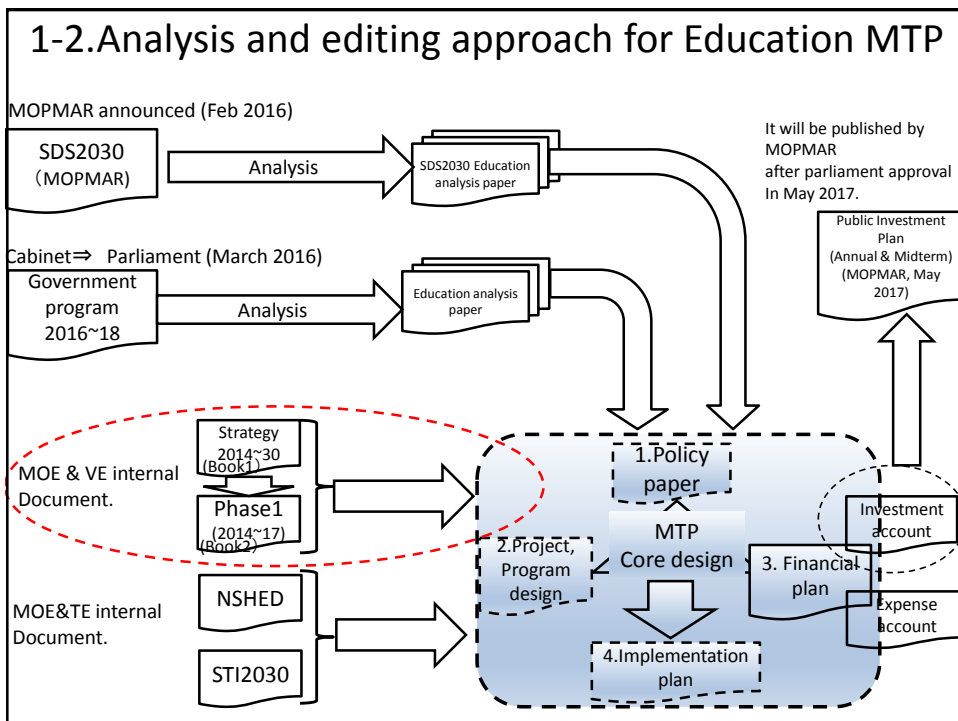 1-2.Analysis and editing approach for Education MTP
MOPMAR announced (Feb 2016)
SDS2030
（MOPMAR)
Analysis
SDS2030 Education
analysis paper
It will be published by
MOPMAR
after parliament approval
In May 2017.
Public Investment
Plan
(Annual & Midterm)
(MOPMAR, May
2017)
Cabinet⇒ Parliament (March 2016)
Government
program
2016~18
Analysis
Education analysis
paper
MOE & VE internal
Document.
Strategy
2014~30
(Book1）
Phase1
(2014~17)
(Book2）
1.Policy
paper
MTP
Core design
2.Project,
Program
design
3. Financial
plan
Investment
account
Expense
account
4.Implementation
plan
MOE&TE internal
Document.
NSHED
STI2030